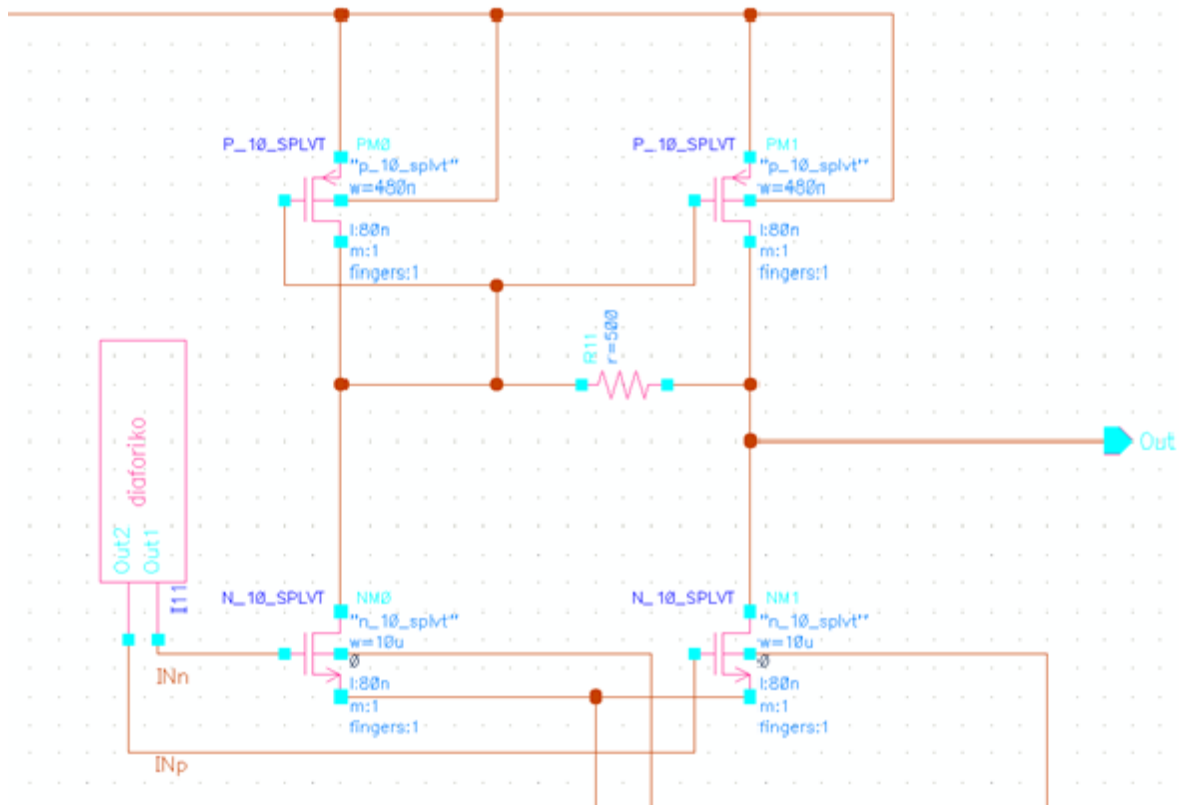 P_10_SPLVT
PM0
"p_10_splvt"
w=480n
l:80n
m:1
fingers:1
P_10_SPLVT
PM1
"p_10_splvt"
w=480n
l:80n
m:1
fingers:1
R11
r=500
diaforiko
Out2
Out1
I11
Out
N_10_SPLVT
NM0
"n_10_splvt"
w=10u
0
l:80n
m:1
fingers:1
N_10_SPLVT
NM1
"n_10_splvt"
w=10u
0
l:80n
m:1
fingers:1
INn
INp